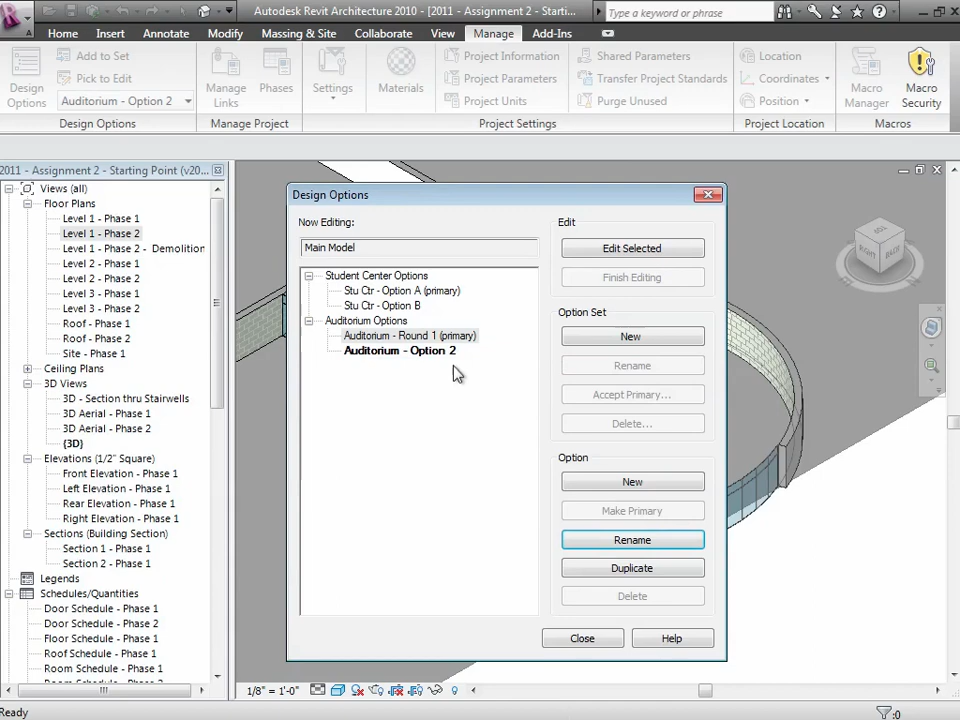 Autodesk Revit Architecture 2010 - [2011 - Assignment 2 - Starti...
Type a keyword or phrase
Home Insert Annotate Modify Massing & Site Collaborate View Manage Add-Ins
Design Options
Add to Set
Pick to Edit
Auditorium - Option 2
Manage Links
Phases
Settings
Materials
Project Information
Project Parameters
Project Units
Shared Parameters
Transfer Project Standards
Purge Unused
Location
Coordinates
Position
Macro Manager
Macro Security
Design Options Manage Project Project Settings Project Location Macros
2011 - Assignment 2 - Starting Point (v20...
Views (all)
Floor Plans
Level 1 - Phase 1
Level 1 - Phase 2
Level 1 - Phase 2 - Demolition
Level 2 - Phase 1
Level 2 - Phase 2
Level 3 - Phase 1
Level 3 - Phase 2
Roof - Phase 1
Roof - Phase 2
Site - Phase 1
Ceiling Plans
3D Views
3D - Section thru Stairwells
3D Aerial - Phase 1
3D Aerial - Phase 2
{3D}
Elevations (1/2" Square)
Front Elevation - Phase 1
Left Elevation - Phase 1
Rear Elevation - Phase 1
Right Elevation - Phase 1
Sections (Building Section)
Section 1 - Phase 1
Section 2 - Phase 1
Legends
Schedules/Quantities
Door Schedule - Phase 1
Door Schedule - Phase 2
Floor Schedule - Phase 1
Roof Schedule - Phase 1
Room Schedule - Phase 1
Design Options
Now Editing:
Main Model
Student Center Options
Stu Ctr - Option A (primary)
Stu Ctr - Option B
Auditorium Options
Auditorium - Round 1 (primary)
Auditorium - Option 2
Edit
Edit Selected
Finish Editing
Option Set
New
Rename
Accept Primary...
Delete...
Option
New
Make Primary
Rename
Duplicate
Delete
Close
Help
RIGHT
1/8" = 1'-0"
Ready
:0